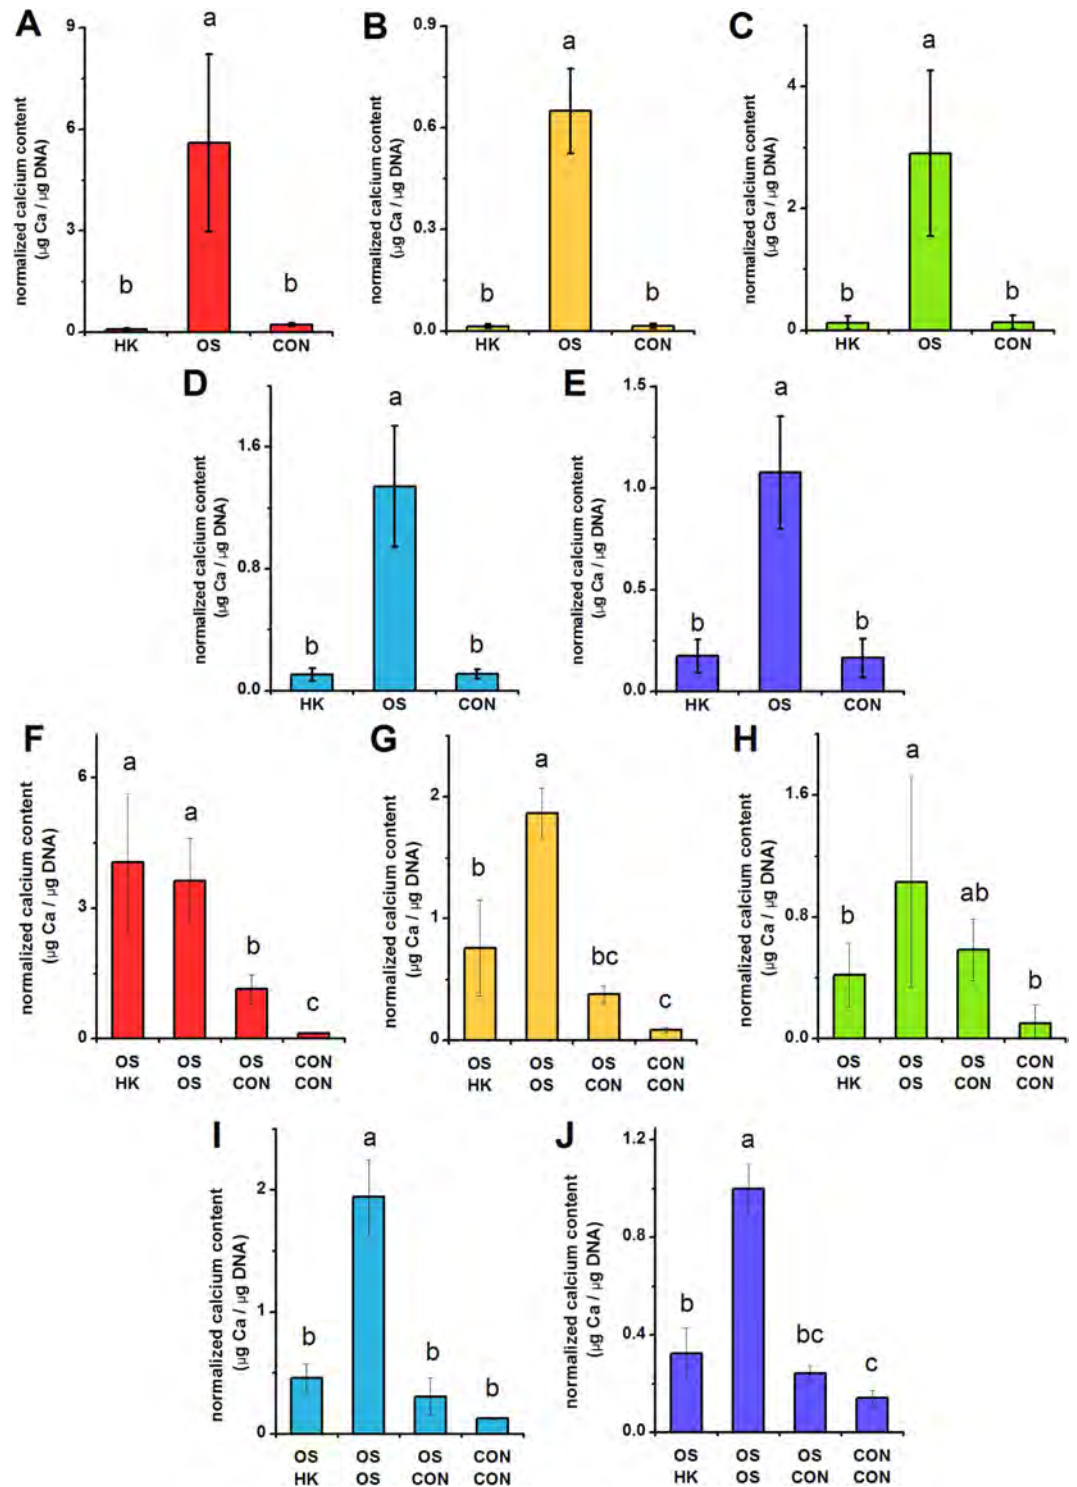 A
normalized calcium content
(µg Ca / µg DNA)
9
6
3
0
b
a
b
HK OS CON
B
normalized calcium content
(µg Ca / µg DNA)
0.9
0.6
0.3
0.0
b
a
b
HK OS CON
C
normalized calcium content
(µg Ca / µg DNA)
4
2
0
b
a
b
HK OS CON
D
normalized calcium content
(µg Ca / µg DNA)
1.6
0.8
0.0
b
a
b
HK OS CON
E
normalized calcium content
(µg Ca / µg DNA)
1.5
1.0
0.5
0.0
b
a
b
HK OS CON
F
normalized calcium content
(µg Ca / µg DNA)
6
3
0
a
a
b
c
OS OS OS CON
HK OS CON CON
G
normalized calcium content
(µg Ca / µg DNA)
2
1
0
b
a
bc
c
OS OS OS CON
HK OS CON CON
H
normalized calcium content
(µg Ca / µg DNA)
1.6
0.8
0.0
b
a
ab
b
OS OS OS CON
HK OS CON CON
I
normalized calcium content
(µg Ca / µg DNA)
2
1
0
b
a
b
b
OS OS OS CON
HK OS CON CON
J
normalized calcium content
(µg Ca / µg DNA)
1.2
0.8
0.4
0.0
b
a
bc
c
OS OS OS CON
HK OS CON CON